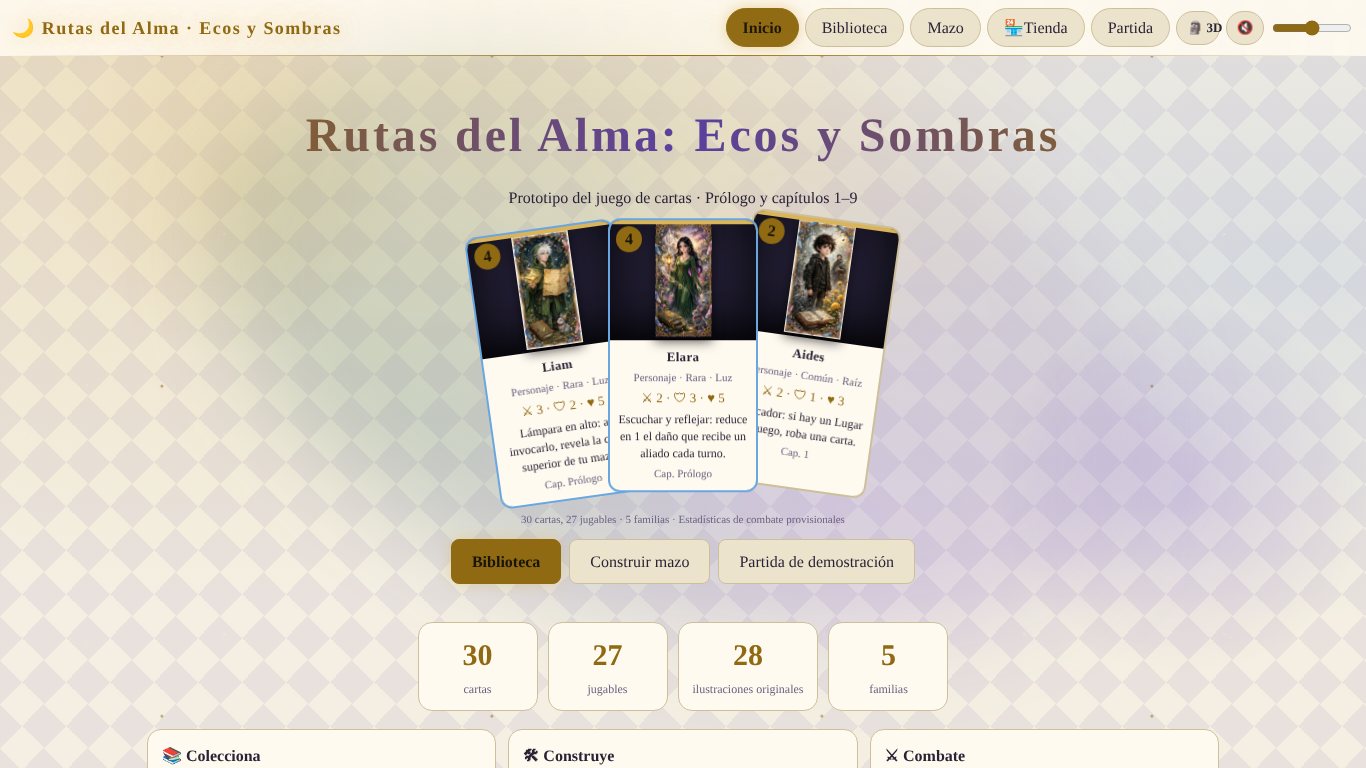 🌙 Rutas del Alma · Ecos y Sombras
Inicio
Biblioteca
Mazo
🏪Tienda
Partida
🗿 3D
🔇
Rutas del Alma: Ecos y Sombras
Prototipo del juego de cartas · Prólogo y capítulos 1–9
4
Liam
Personaje · Rara · Luz
⚔ 3 · 🛡 2 · ♥ 5
Lámpara en alto: a
invocarlo, revela la
superior de tu
Cap. Prólogo
4
Elara
Personaje · Rara · Luz
⚔ 2 · 🛡 3 · ♥ 5
Escuchar y reflejar: reduce
en 1 el daño que recibe un
aliado cada turno.
Cap. Prólogo
2
Aides
ersonaje · Común · Raíz
⚔ 2 · 🛡 1 · ♥ 3
cador: si hay un Lugar
uego, roba una carta.
Cap. 1
30 cartas, 27 jugables · 5 familias · Estadísticas de combate provisionales
Biblioteca
Construir mazo
Partida de demostración
30
cartas
27
jugables
28
ilustraciones originales
5
familias
📚 Colecciona
🛠 Construye
⚔ Combate